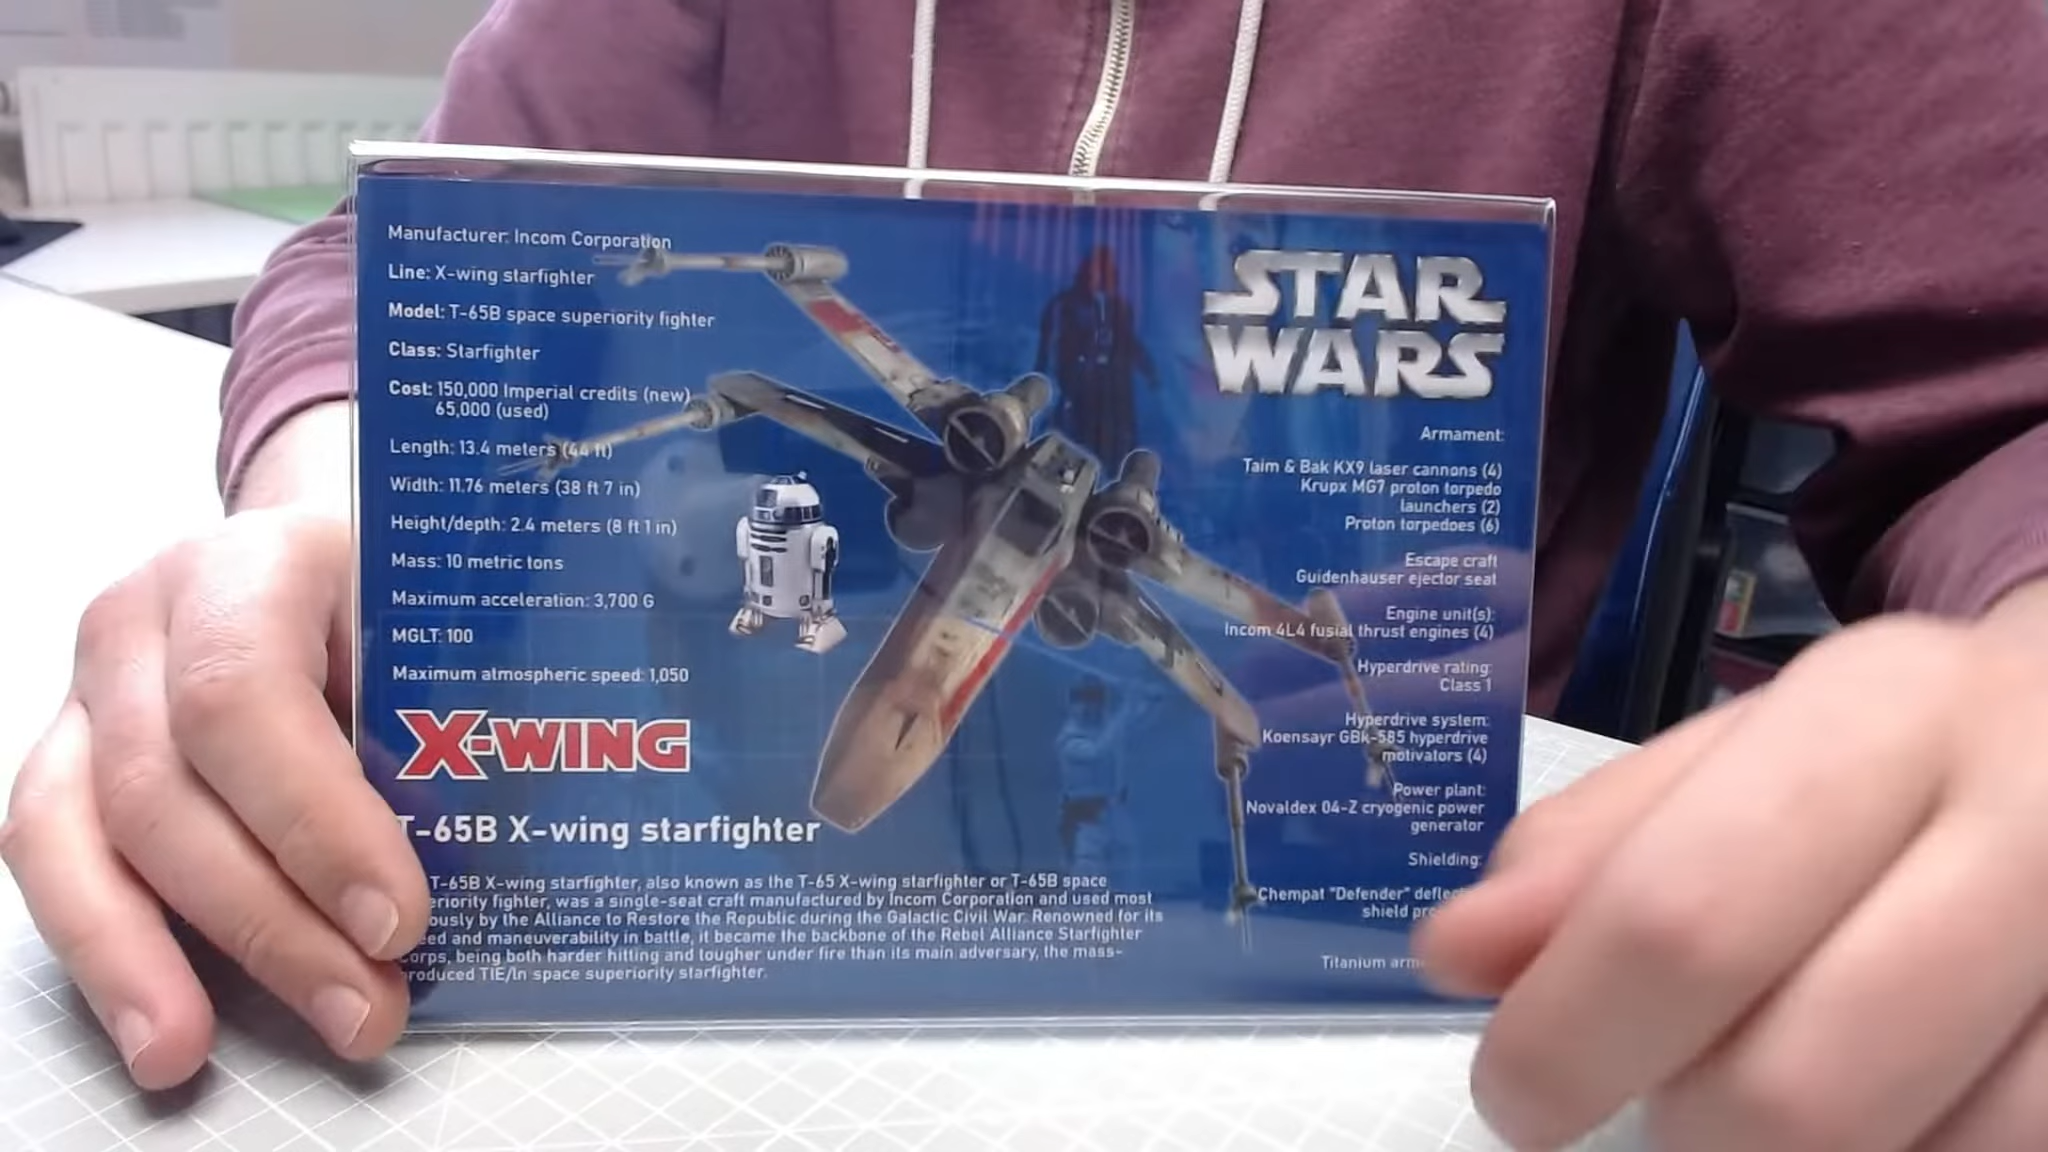 Manufacturer: Incom Corporation
Line: X-wing starfighter
Model: T-65B space superiority fighter
Class: Starfighter
Cost: 150,000 Imperial credits (new)
65,000 (used)
Length: 13.4 meters (44 ft)
Width: 11.76 meters (38 ft 7 in)
Height/depth: 2.4 meters (8 ft 1 in)
Mass: 10 metric tons
Maximum acceleration: 3,700 G
MGLT: 100
Maximum atmospheric speed: 1,050
X-WING
T-65B X-wing starfighter
T-65B X-wing starfighter, also known as the T-65 X-wing starfighter or T-65B space
fighter, was a single-seat craft manufactured by Incom Corporation and used most
by the Alliance to Restore the Republic during the Galactic Civil War. Renowned for its
and maneuverability in battle, it became the backbone of the Rebel Alliance Starfighter
Corps, being both harder hitting and tougher under fire than its main adversary, the mass-
produced TIE/ln space superiority starfighter.
STAR
WARS
Armament:
Taim & Bak KX9 laser cannons (4)
Krupx MG7 proton torpedo
launchers (2)
Proton torpedoes (6)
Escape craft
Guidenhauser ejector seat
Engine unit(s):
Incom 4L4 fusial thrust engines (4)
Hyperdrive rating:
Class 1
Hyperdrive system:
Koensayr GBk-585 hyperdrive
motivators (4)
Power plant:
Novaldex 04-Z cryogenic power
generator
Shielding:
Chempat "Defender"
shield
Titanium